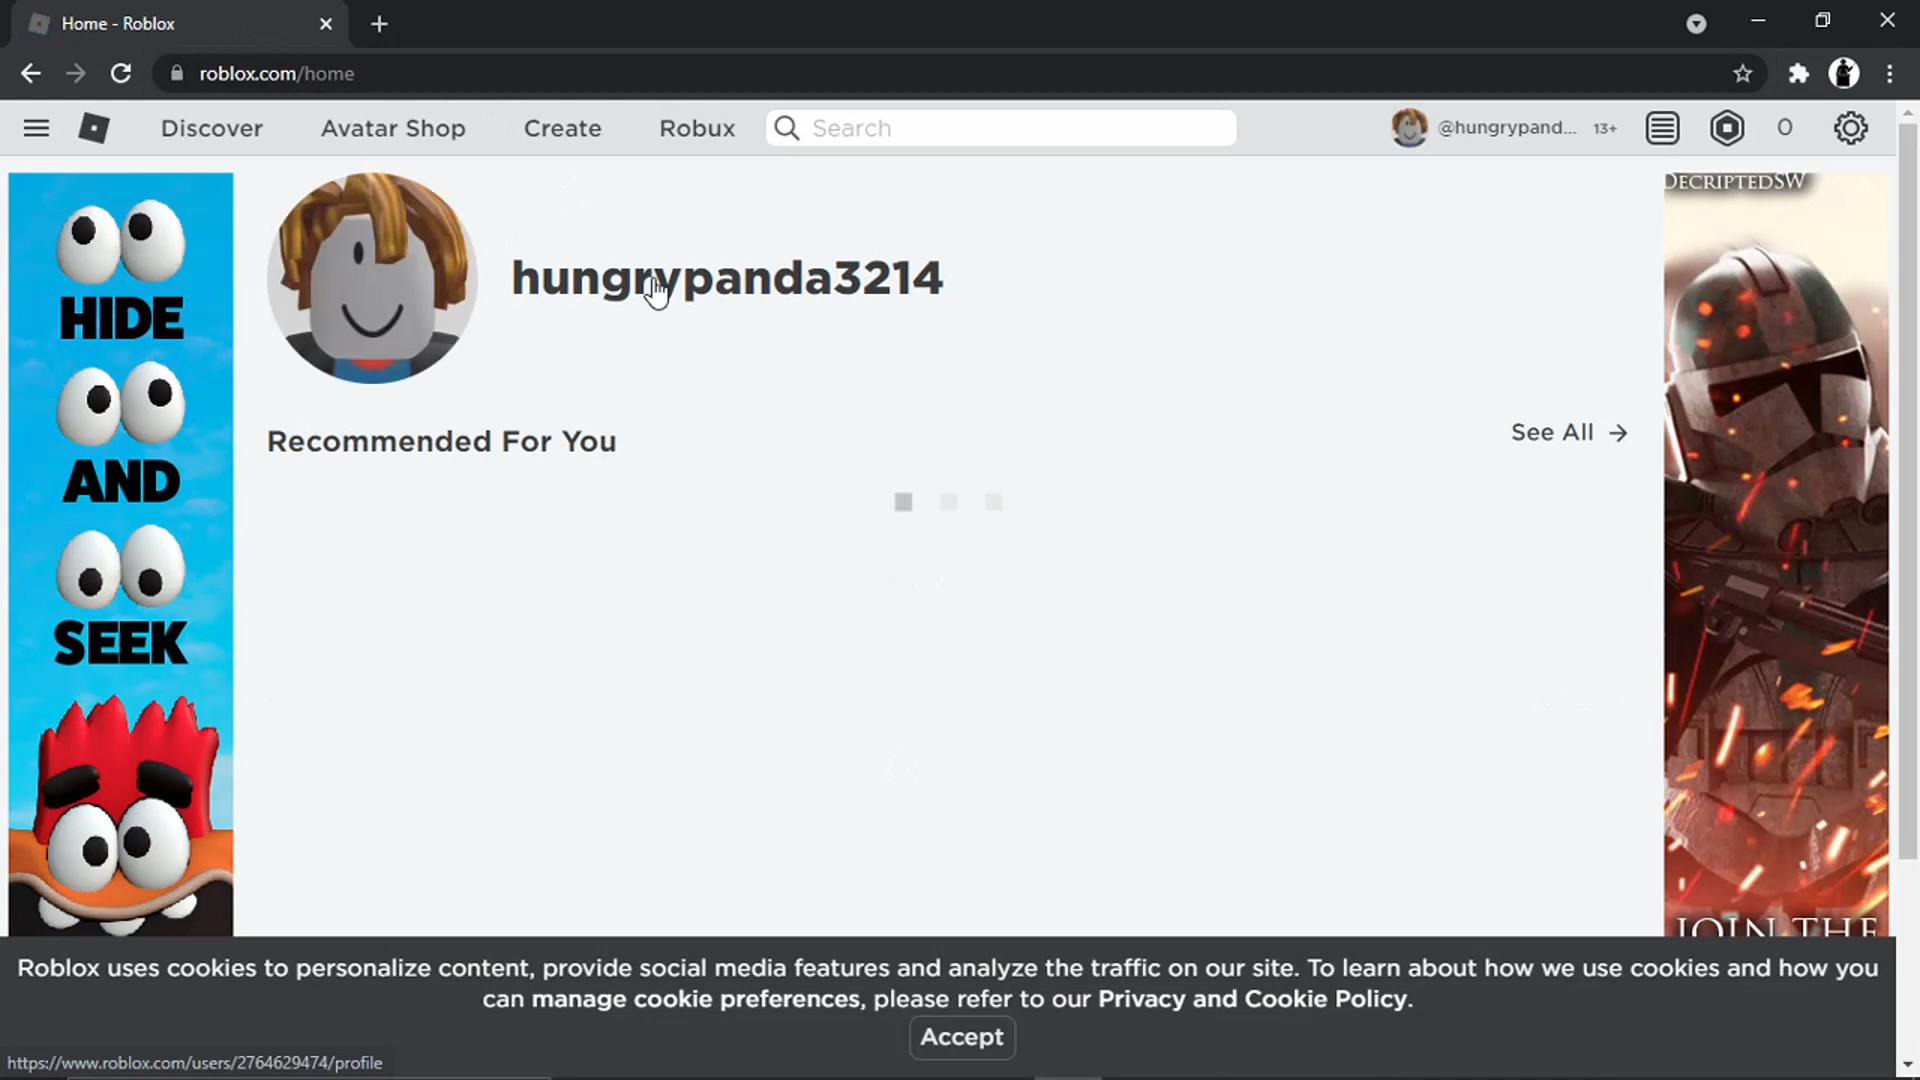 Home - Roblox
roblox.com/home
Discover
Avatar Shop
Create
Robux
Search
@hungrypand... 13+
0
HIDE
AND
SEEK
hungrypanda3214
Recommended For You
See All →
DECRIPTEDSW
JOIN THE
Roblox uses cookies to personalize content, provide social media features and analyze the traffic on our site. To learn about how we use cookies and how you
can manage cookie preferences, please refer to our Privacy and Cookie Policy.
Accept
https://www.roblox.com/users/2764629474/profile